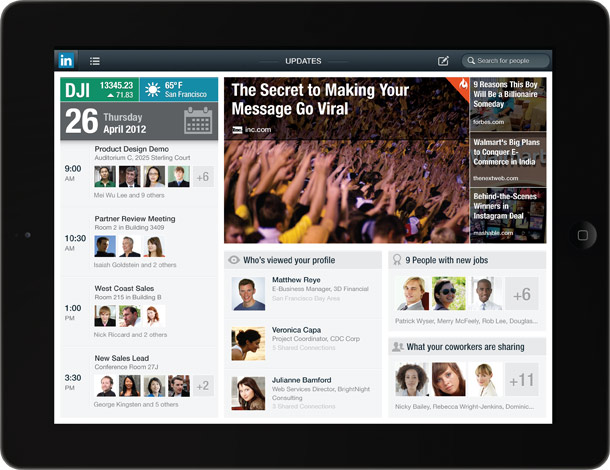 in
UPDATES
Search for people
DJI
13345.23
▲ 71.83
65°F
San Francisco
26
Thursday
April 2012
9:00
AM
Product Design Demo
Auditorium C, 2025 Sterling Court
+6
Mei Wu Lee and 9 others
10:30
AM
Partner Review Meeting
Room 2 in Building 3409
Isaiah Goldstein and 2 others
1:00
PM
West Coast Sales
Room 215 in Building B
Nick Riccard and 2 others
3:30
PM
New Sales Lead
Conference Room 27J
+2
George Kingsten and 5 others
The Secret to Making Your
Message Go Viral
inc.com
9 Reasons This Boy
Will Be a Billionaire
Someday
forbes.com
Walmart's Big Plans
to Conquer E-
Commerce in India
thenextweb.com
Behind-the-Scenes
Winners in
Instagram Deal
mashable.com
Who's viewed your profile
Matthew Roye
E-Business Manager, 3D Financial
San Francisco Bay Area
Veronica Capa
Project Coordinator, CDC Corp
5 Shared Connections
Julianne Bamford
Web Services Director, BrightNight
Consulting
3 Shared Connections
9 People with new jobs
+6
Patrick Wyser, Merry McFeely, Rob Lee, Douglas...
What your coworkers are sharing
+11
Nicky Bailey, Rebecca Wright-Jenkins, Dominic...